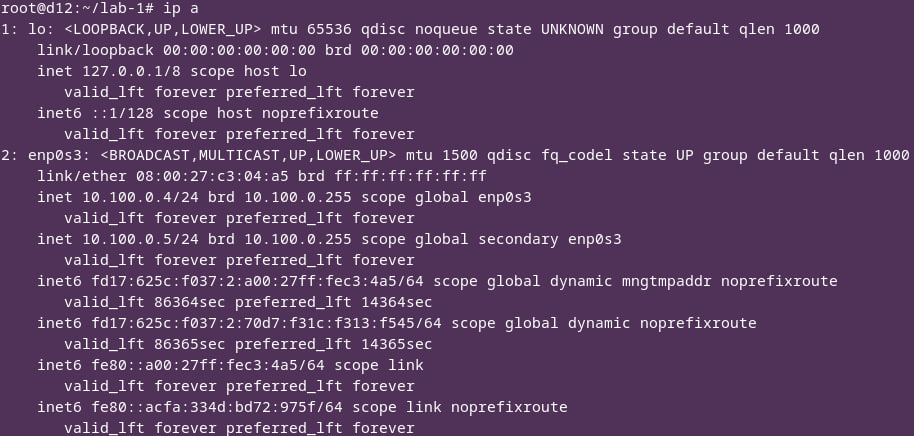 root@d12:~/lab-1# ip a
1: lo: <LOOPBACK,UP,LOWER_UP> mtu 65536 qdisc noqueue state UNKNOWN group default qlen 1000
    link/loopback 00:00:00:00:00:00 brd 00:00:00:00:00:00
    inet 127.0.0.1/8 scope host lo
       valid_lft forever preferred_lft forever
    inet6 ::1/128 scope host noprefixroute
       valid_lft forever preferred_lft forever
2: enp0s3: <BROADCAST,MULTICAST,UP,LOWER_UP> mtu 1500 qdisc fq_codel state UP group default qlen 1000
    link/ether 08:00:27:c3:04:a5 brd ff:ff:ff:ff:ff:ff
    inet 10.100.0.4/24 brd 10.100.0.255 scope global enp0s3
       valid_lft forever preferred_lft forever
    inet 10.100.0.5/24 brd 10.100.0.255 scope global secondary enp0s3
       valid_lft forever preferred_lft forever
    inet6 fd17:625c:f037:2:a00:27ff:fec3:4a5/64 scope global dynamic mngtmpaddr noprefixroute
       valid_lft 86364sec preferred_lft 14364sec
    inet6 fd17:625c:f037:2:70d7:f31c:f313:f545/64 scope global dynamic noprefixroute
       valid_lft 86365sec preferred_lft 14365sec
    inet6 fe80::a00:27ff:fec3:4a5/64 scope link
       valid_lft forever preferred_lft forever
    inet6 fe80::acfa:334d:bd72:975f/64 scope link noprefixroute
       valid_lft forever preferred_lft forever